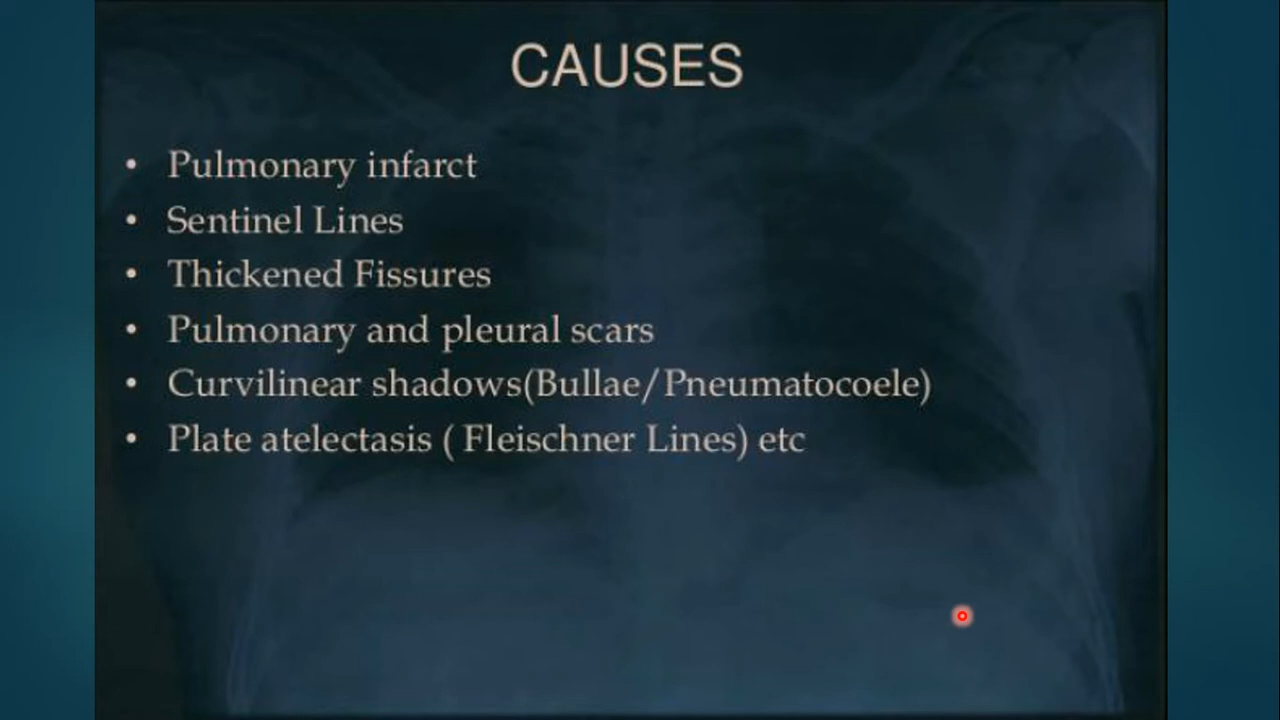 CAUSES
• Pulmonary infarct
• Sentinel Lines
• Thickened Fissures
• Pulmonary and pleural scars
• Curvilinear shadows(Bullae/Pneumatocoele)
• Plate atelectasis ( Fleischner Lines) etc